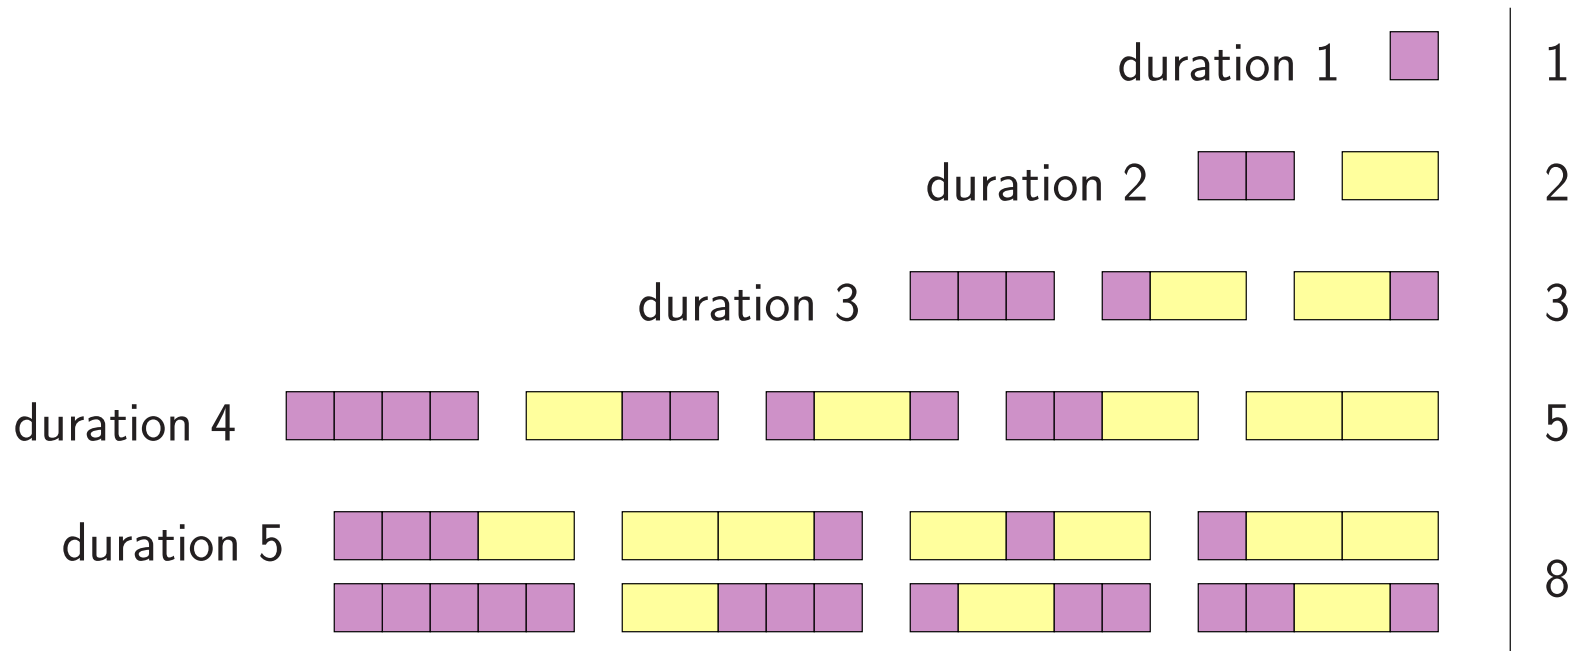 duration 1 1
duration 2 2
duration 3 3
duration 4 5
duration 5 8